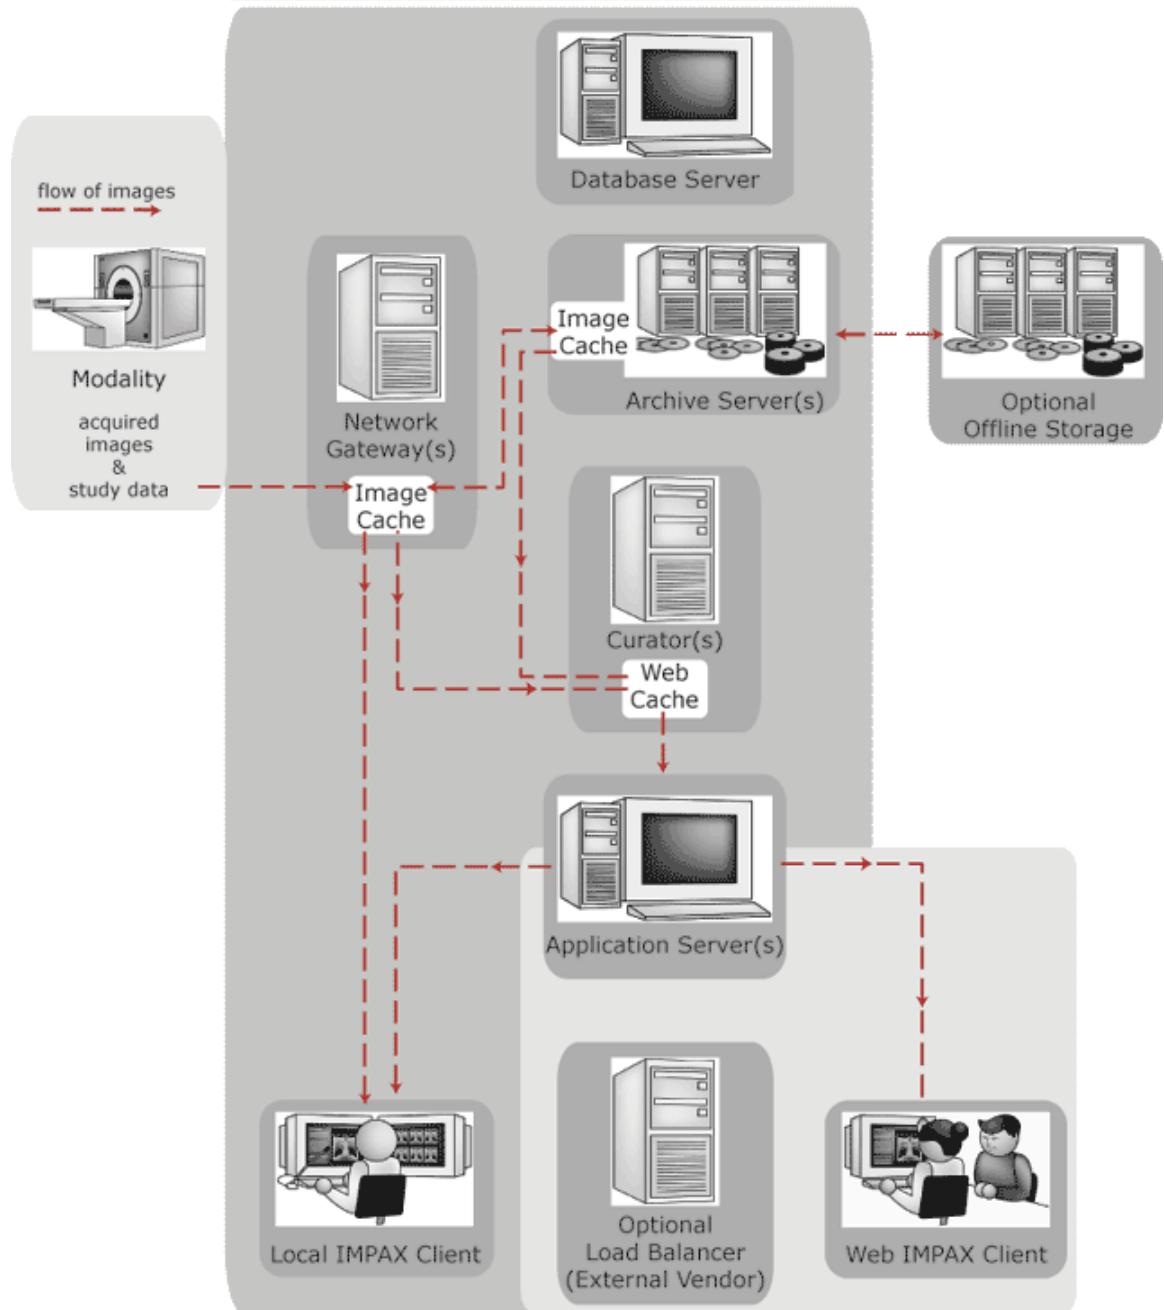 Database Server
flow of images
Modality
acquired
images
&
study data
Network
Gateway(s)
Image
Cache
Image
Cache
Archive Server(s)
Optional
Offline Storage
Curator(s)
Web
Cache
Application Server(s)
Local IMPAX Client
Optional
Load Balancer
(External Vendor)
Web IMPAX Client